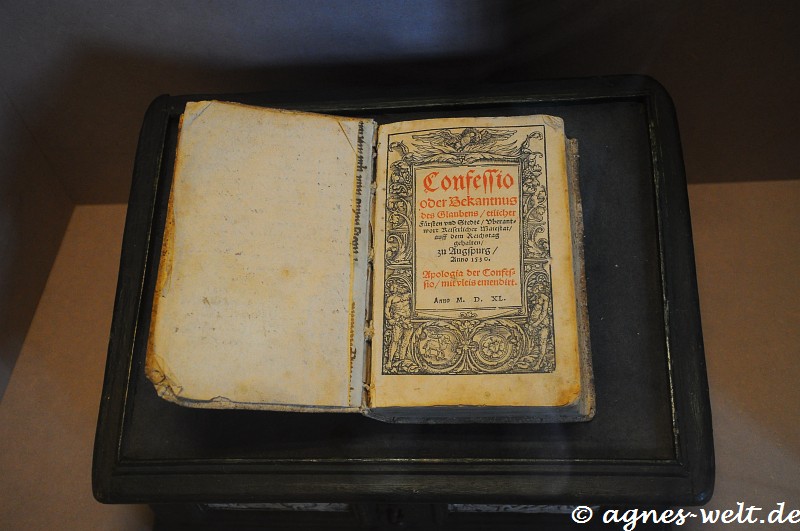 Confessio
oder Bekantnus
des Glaubens/ etlicher
Fürsten vnd Stedte/ Vberant-
wort Keiserlicher Maiestat/
auff dem Reichstag
gehalten/
zu Augspurg/
Anno 1530.
Apologia der Confes-
sio/ mit vleis emendirt.
Anno M. D. XL.
© agnes-welt.de